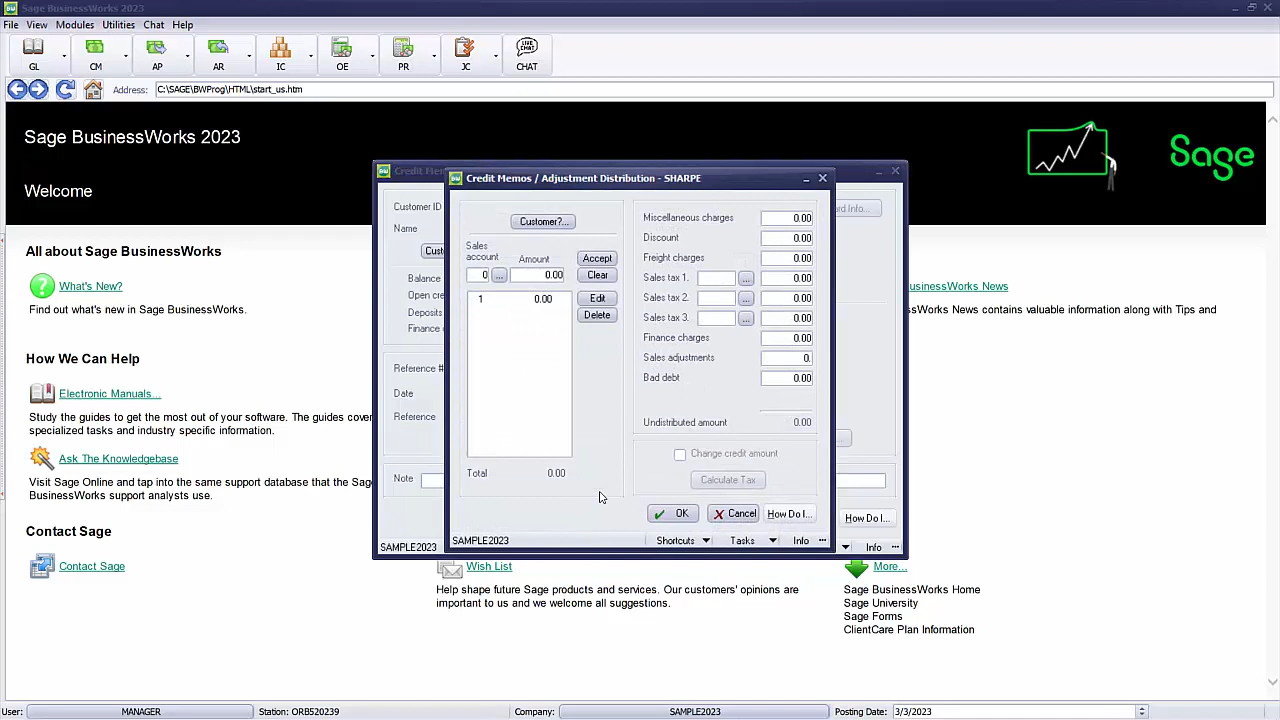 Sage BusinessWorks 2023
File View Modules Utilities Chat Help
GL CM AP AR IC OE PR JC CHAT
Address: C:\SAGE\BWProg\HTML\start_us.htm
Sage BusinessWorks 2023
Welcome
Sage
All about Sage BusinessWorks
What's New?
Find out what's new in Sage BusinessWorks.
How We Can Help
Electronic Manuals...
Study the guides to get the most out of your software. The guides cover
specialized tasks and industry specific information.
Ask The Knowledgebase
Visit Sage Online and tap into the same support database that the Sage
BusinessWorks support analysts use.
Contact Sage
Contact Sage
Credit Mem
Customer ID
Name
Cust
Balance
Open cre
Deposits
Finance
Reference #
Date
Reference
Note
SAMPLE2023
Credit Memos / Adjustment Distribution - SHARPE
Customer?...
Sales
account Amount
0 ... 0.00
Accept
Clear
1 0.00
Edit
Delete
Total 0.00
Miscellaneous charges 0.00
Discount 0.00
Freight charges 0.00
Sales tax 1. ... 0.00
Sales tax 2. ... 0.00
Sales tax 3. ... 0.00
Finance charges 0.00
Sales adjustments 0.
Bad debt 0.00
Undistributed amount 0.00
Change credit amount
Calculate Tax
OK Cancel How Do I...
SAMPLE2023 Shortcuts Tasks Info ...
rd Info...
How Do I...
Info ...
usinessWorks News
sWorks News contains valuable information along with Tips and
Wish List
Help shape future Sage products and services. Our customers' opinions are
important to us and we welcome all suggestions.
More...
Sage BusinessWorks Home
Sage University
Sage Forms
ClientCare Plan Information
User: MANAGER Station: ORB520239 Company: SAMPLE2023 Posting Date: 3/3/2023